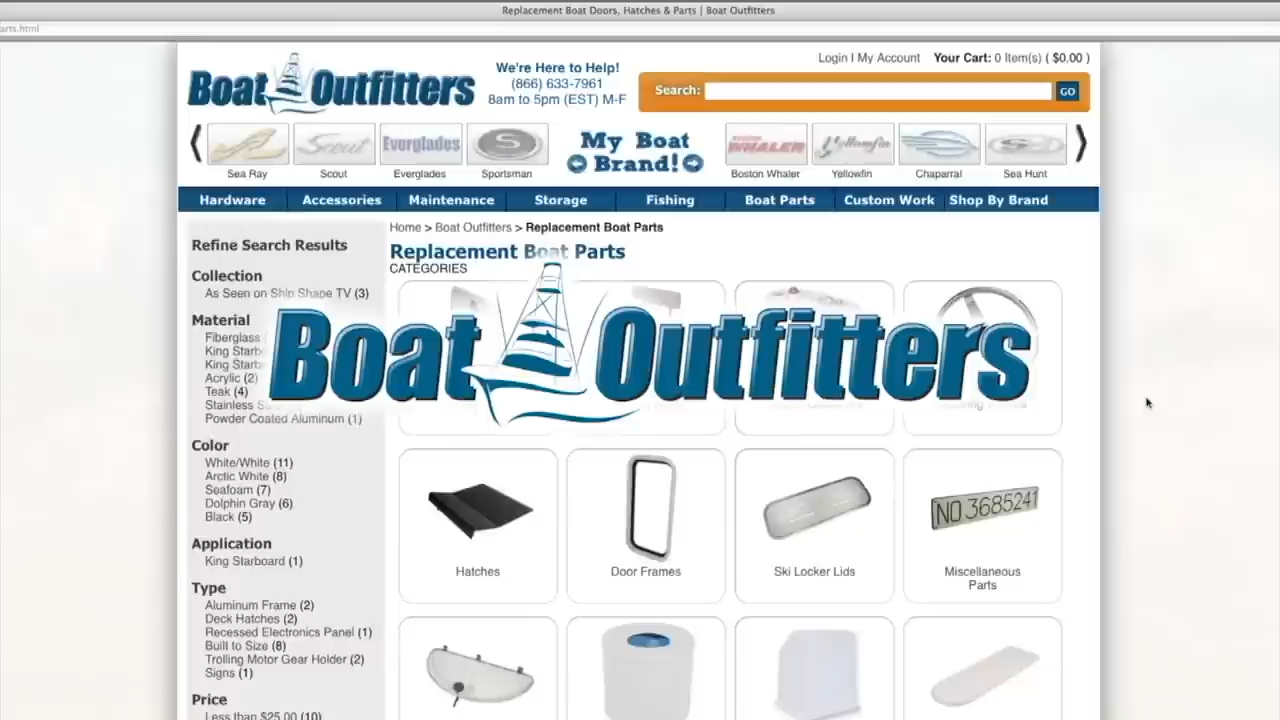 Replacement Boat Doors, Hatches & Parts | Boat Outfitters
arts.html
Boat Outfitters
We're Here to Help!
(866) 633-7961
8am to 5pm (EST) M-F
Login I My Account Your Cart: 0 Item(s) ( $0.00 )
Search: GO
Scout Everglades S My Boat Brand! WHALER Yellowfin
Sea Ray Scout Everglades Sportsman Boston Whaler Yellowfin Chaparral Sea Hunt
Hardware Accessories Maintenance Storage Fishing Boat Parts Custom Work Shop By Brand
Home > Boat Outfitters > Replacement Boat Parts
Replacement Boat Parts
CATEGORIES
Refine Search Results
Collection
As Seen on Ship Shape TV (3)
Material
Fiberglass
King Starb
King Starb
Acrylic (2)
Teak (4)
Stainless
Powder Coated Aluminum (1)
Boat Outfitters
Color
White/White (11)
Arctic White (8)
Seafoam (7)
Dolphin Gray (6)
Black (5)
Application
King Starboard (1)
Type
Aluminum Frame (2)
Deck Hatches (2)
Recessed Electronics Panel (1)
Built to Size (8)
Trolling Motor Gear Holder (2)
Signs (1)
Price
Less than $25.00 (10)
NO.3685241
Hatches Door Frames Ski Locker Lids Miscellaneous
Parts